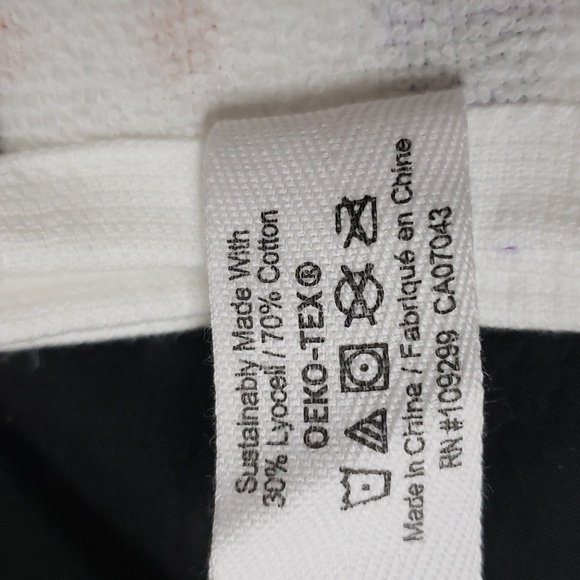 Sustainably Made With
30% Lyocell / 70% Cotton
OEKO-TEX®
Made in China / Fabriqué en Chine
RN #109299 CA07043